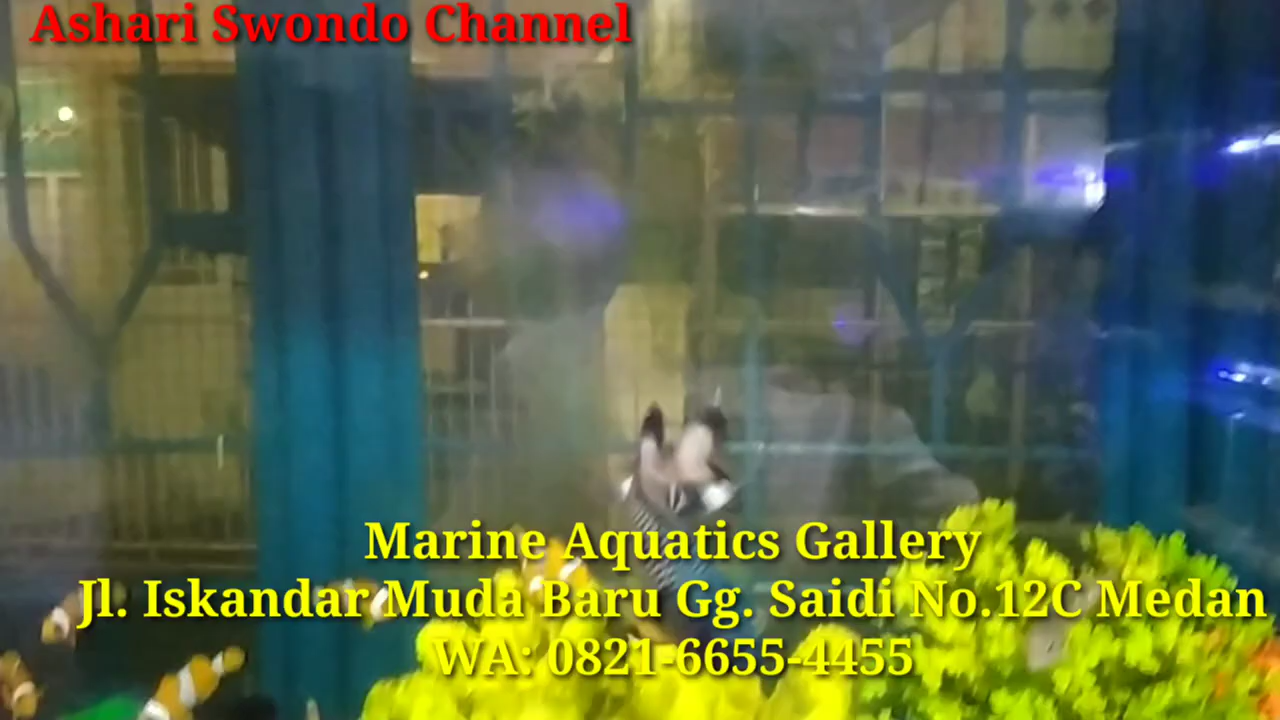 Ashari Swondo Channel
Marine Aquatics Gallery
Jl. Iskandar Muda Baru Gg. Saidi No.12C Medan
WA: 0821-6655-4455